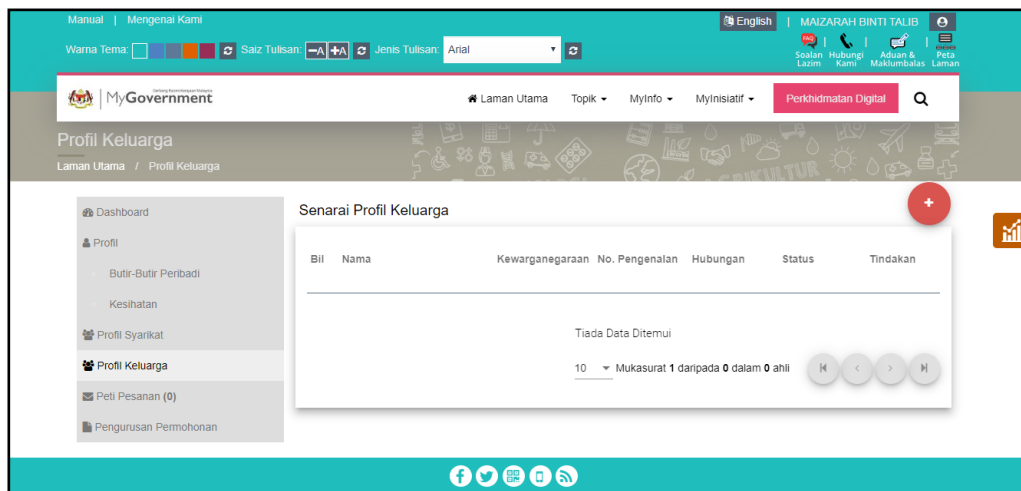 Manual | Mengenai Kami
English | MAIZARAH BINTI TALIB
Warna Tema: Saiz Tulisan: -A +A Jenis Tulisan: Arial
FAQ
Soalan Lazim | Hubungi Kami | Aduan & Maklumbalas | Peta Laman
MyGovernment
Laman Utama Topik MyInfo MyInisiatif Perkhidmatan Digital
Profil Keluarga
Laman Utama / Profil Keluarga
AGRIKULTUR
Dashboard
Profil
Butir-Butir Peribadi
Kesihatan
Profil Syarikat
Profil Keluarga
Peti Pesanan (0)
Pengurusan Permohonan
Senarai Profil Keluarga
+
Bil Nama Kewarganegaraan No. Pengenalan Hubungan Status Tindakan
Tiada Data Ditemui
10 Mukasurat 1 daripada 0 dalam 0 ahli